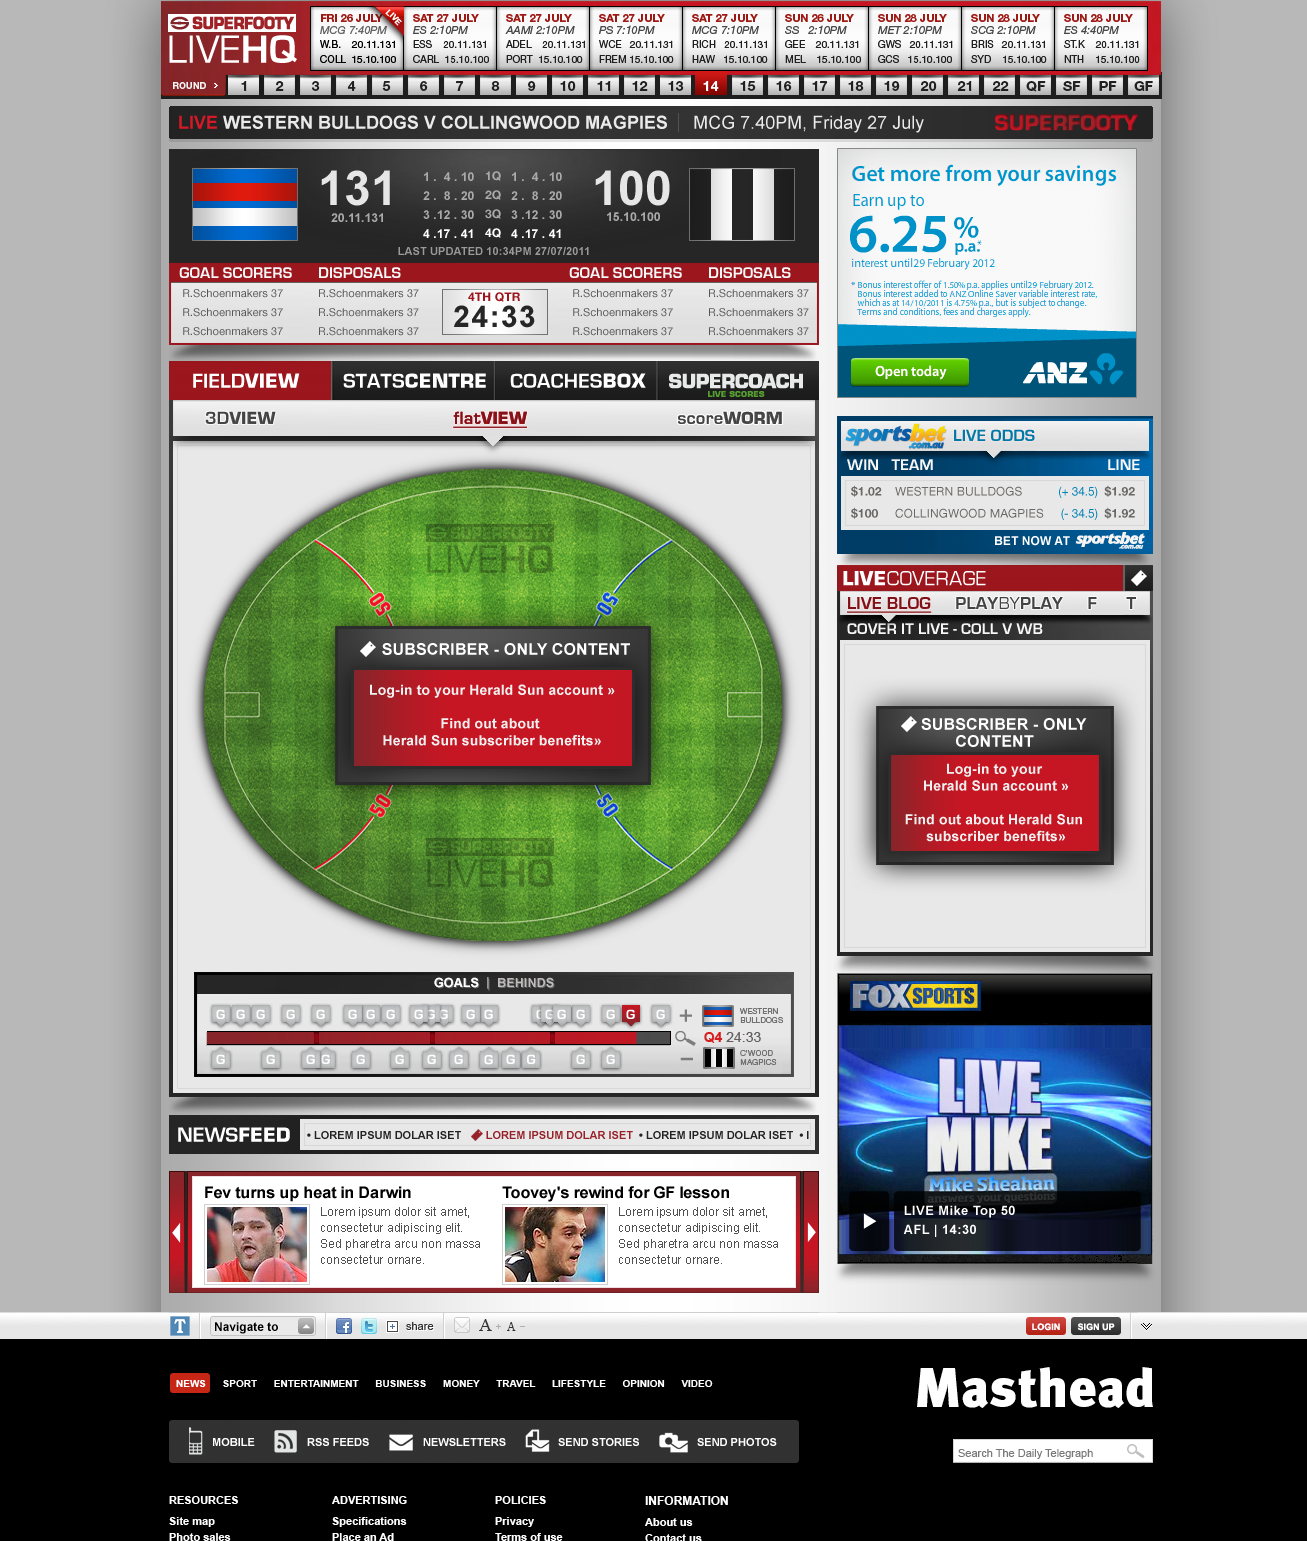 SUPERFOOTY
LIVEHQ
FRI 26 JULY
MCG 7:40PM
W.B. 20.11.131
COLL 15.10.100
LIVE
SAT 27 JULY
ES 2:10PM
ESS 20.11.131
CARL 15.10.100
SAT 27 JULY
AAMI 2:10PM
ADEL 20.11.131
PORT 15.10.100
SAT 27 JULY
PS 7:10PM
WCE 20.11.131
FREM 15.10.100
SAT 27 JULY
MCG 7:10PM
RICH 20.11.131
HAW 15.10.100
SUN 26 JULY
SS 2:10PM
GEE 20.11.131
MEL 15.10.100
SUN 28 JULY
MET 2:10PM
GWS 20.11.131
GCS 15.10.100
SUN 28 JULY
SCG 2:10PM
BRIS 20.11.131
SYD 15.10.100
SUN 28 JULY
ES 4:40PM
ST.K 20.11.131
NTH 15.10.100
ROUND > 1 2 3 4 5 6 7 8 9 10 11 12 13 14 15 16 17 18 19 20 21 22 QF SF PF GF
LIVE WESTERN BULLDOGS V COLLINGWOOD MAGPIES | MCG 7.40PM, Friday 27 July SUPERFOOTY
131
20.11.131
1 . 4 . 10 1Q 1 . 4 . 10
2 . 8 . 20 2Q 2 . 8 . 20
3 .12 . 30 3Q 3 .12 . 30
4 .17 . 41 4Q 4 .17 . 41
100
15.10.100
LAST UPDATED 10:34PM 27/07/2011
GOAL SCORERS DISPOSALS GOAL SCORERS DISPOSALS
R.Schoenmakers 37 R.Schoenmakers 37 R.Schoenmakers 37 R.Schoenmakers 37
R.Schoenmakers 37 R.Schoenmakers 37 R.Schoenmakers 37 R.Schoenmakers 37
R.Schoenmakers 37 R.Schoenmakers 37 R.Schoenmakers 37 R.Schoenmakers 37
4TH QTR
24:33
FIELDVIEW STATSCENTRE COACHESBOX SUPERCOACH
LIVE SCORES
3DVIEW flatVIEW scoreWORM
SUPERFOOTY
LIVEHQ
50 50
SUBSCRIBER - ONLY CONTENT
Log-in to your Herald Sun account »
Find out about
Herald Sun subscriber benefits»
50 50
SUPERFOOTY
LIVEHQ
GOALS | BEHINDS
G G G G G G G G G G G G G G G G G G G G
WESTERN
BULLDOGS
Q4 24:33
G G G G G G G G G G G G G G
C'WOOD
MAGPICS
NEWSFEED • LOREM IPSUM DOLAR ISET LOREM IPSUM DOLAR ISET • LOREM IPSUM DOLAR ISET • I
Fev turns up heat in Darwin
Lorem ipsum dolor sit amet,
consectetur adipiscing elit.
Sed pharetra arcu non massa
consectetur ornare.
Toovey's rewind for GF lesson
Lorem ipsum dolor sit amet,
consectetur adipiscing elit.
Sed pharetra arcu non massa
consectetur ornare.
Get more from your savings
Earn up to
6.25% p.a.*
interest until29 February 2012
* Bonus interest offer of 1.50% p.a. applies until29 February 2012.
Bonus interest added to ANZ Online Saver variable interest rate,
which as at 14/10/2011 is 4.75% p.a., but is subject to change.
Terms and conditions, fees and charges apply.
Open today
ANZ
sportsbet.com.au LIVE ODDS
WIN TEAM LINE
$1.02 WESTERN BULLDOGS (+ 34.5) $1.92
$100 COLLINGWOOD MAGPIES (- 34.5) $1.92
BET NOW AT sportsbet.com.au
LIVECOVERAGE
LIVE BLOG PLAYBYPLAY F T
COVER IT LIVE - COLL V WB
SUBSCRIBER - ONLY
CONTENT
Log-in to your
Herald Sun account »
Find out about Herald Sun
subscriber benefits»
FOX SPORTS
LIVE
MIKE
Mike Sheahan
answers your questions
LIVE Mike Top 50
AFL | 14:30
T Navigate to f t share A + A − LOGIN SIGN UP
NEWS SPORT ENTERTAINMENT BUSINESS MONEY TRAVEL LIFESTYLE OPINION VIDEO
Masthead
MOBILE RSS FEEDS NEWSLETTERS SEND STORIES SEND PHOTOS
Search The Daily Telegraph
RESOURCES ADVERTISING POLICIES INFORMATION
Site map Specifications Privacy About us
Photo sales Place an Ad Terms of use Contact us